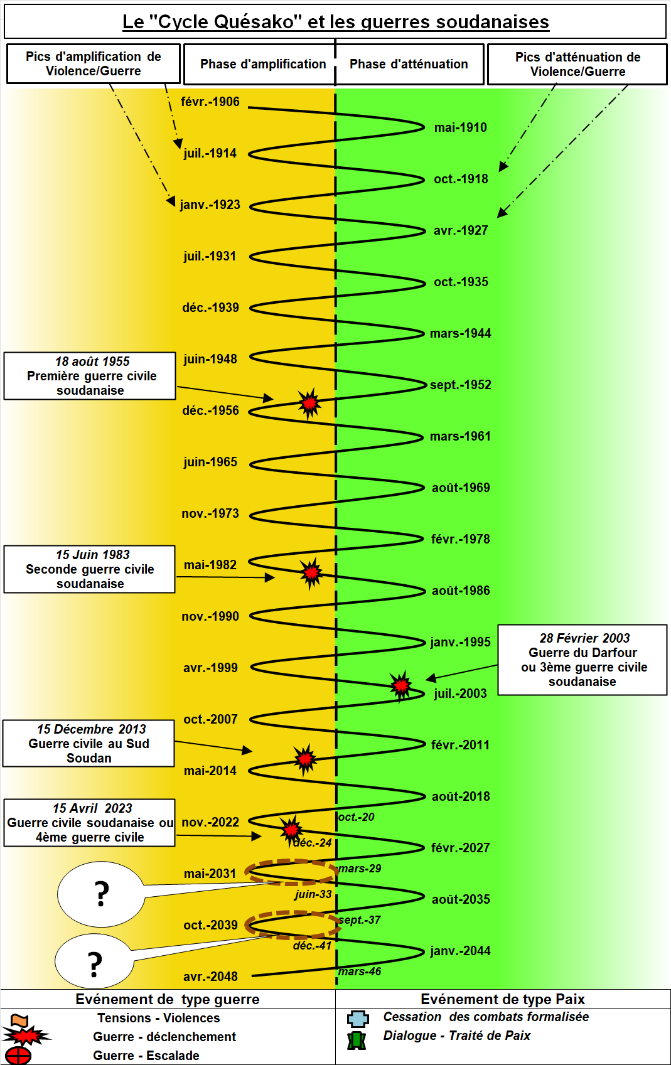 Le "Cycle Quésako" et les guerres soudanaises
Pics d'amplification de
Violence/Guerre
Phase d'amplification
Phase d'atténuation
Pics d'atténuation de
Violence/Guerre
févr.-1906
mai-1910
juil.-1914
oct.-1918
janv.-1923
avr.-1927
juil.-1931
oct.-1935
déc.-1939
mars-1944
juin-1948
18 août 1955
Première guerre civile
soudanaise
sept.-1952
déc.-1956
mars-1961
juin-1965
août-1969
nov.-1973
févr.-1978
15 Juin 1983
Seconde guerre civile
soudanaise
mai-1982
août-1986
nov.-1990
janv.-1995
28 Février 2003
Guerre du Darfour
ou 3ème guerre civile
soudanaise
avr.-1999
juil.-2003
oct.-2007
15 Décembre 2013
Guerre civile au Sud
Soudan
févr.-2011
mai-2014
août-2018
15 Avril 2023
Guerre civile soudanaise ou
4ème guerre civile
nov.-2022
oct.-20
déc.-24
févr.-2027
mai-2031
mars-29
?
juin-33
août-2035
oct.-2039
sept.-37
?
déc.-41
janv.-2044
avr.-2048
mars-46
Evénement de type guerre
Evénement de type Paix
Tensions - Violences
Cessation des combats formalisée
Guerre - déclenchement
Dialogue - Traité de Paix
Guerre - Escalade